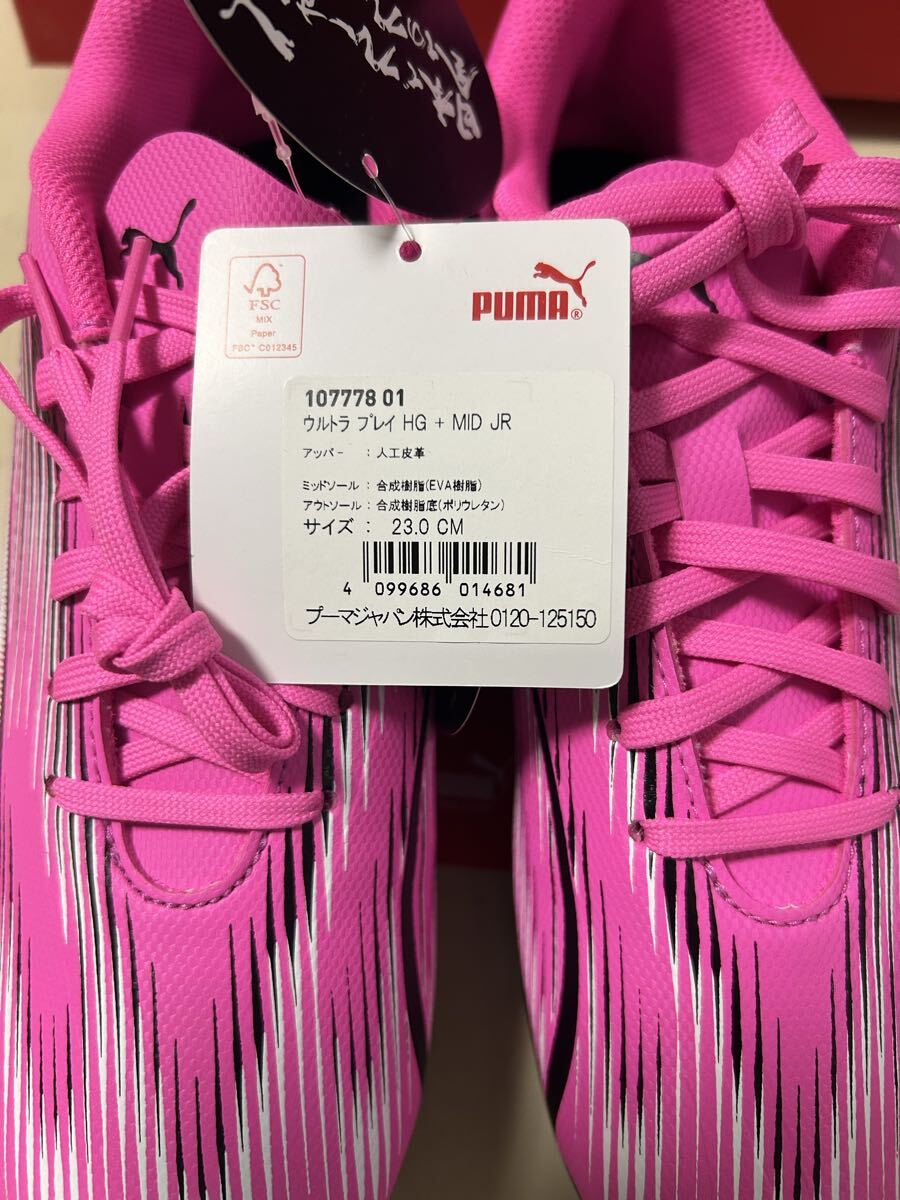 FSC
MIX
Paper
FSC® C012345
PUMA®
107778 01
ウルトラ プレイ HG + MID JR
アッパー : 人工皮革
ミッドソール : 合成樹脂(EVA樹脂)
アウトソール : 合成樹脂底(ポリウレタン)
サイズ : 23.0 CM
4 099686 014681
プーマジャパン株式会社0120-125150